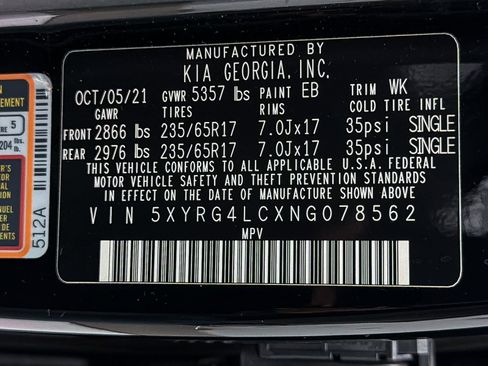 MANUFACTURED BY
KIA GEORGIA, INC.
OCT/05/21 GVWR 5357 lbs PAINT EB TRIM WK
GAWR TIRES RIMS COLD TIRE INFL
FRONT 2866 lbs 235/65R17 7.0Jx17 35psi SINGLE
REAR 2976 lbs 235/65R17 7.0Jx17 35psi SINGLE
THIS VEHICLE CONFORMS TO ALL APPLICABLE U.S.A. FEDERAL
MOTOR VEHICLE SAFETY AND THEFT PREVENTION STANDARDS
IN EFFECT ON THE DATE OF MANUFACTURE SHOWN ABOVE
VIN 5XYRG4LCXNG078562
MPV
5
204 lbs.
512A